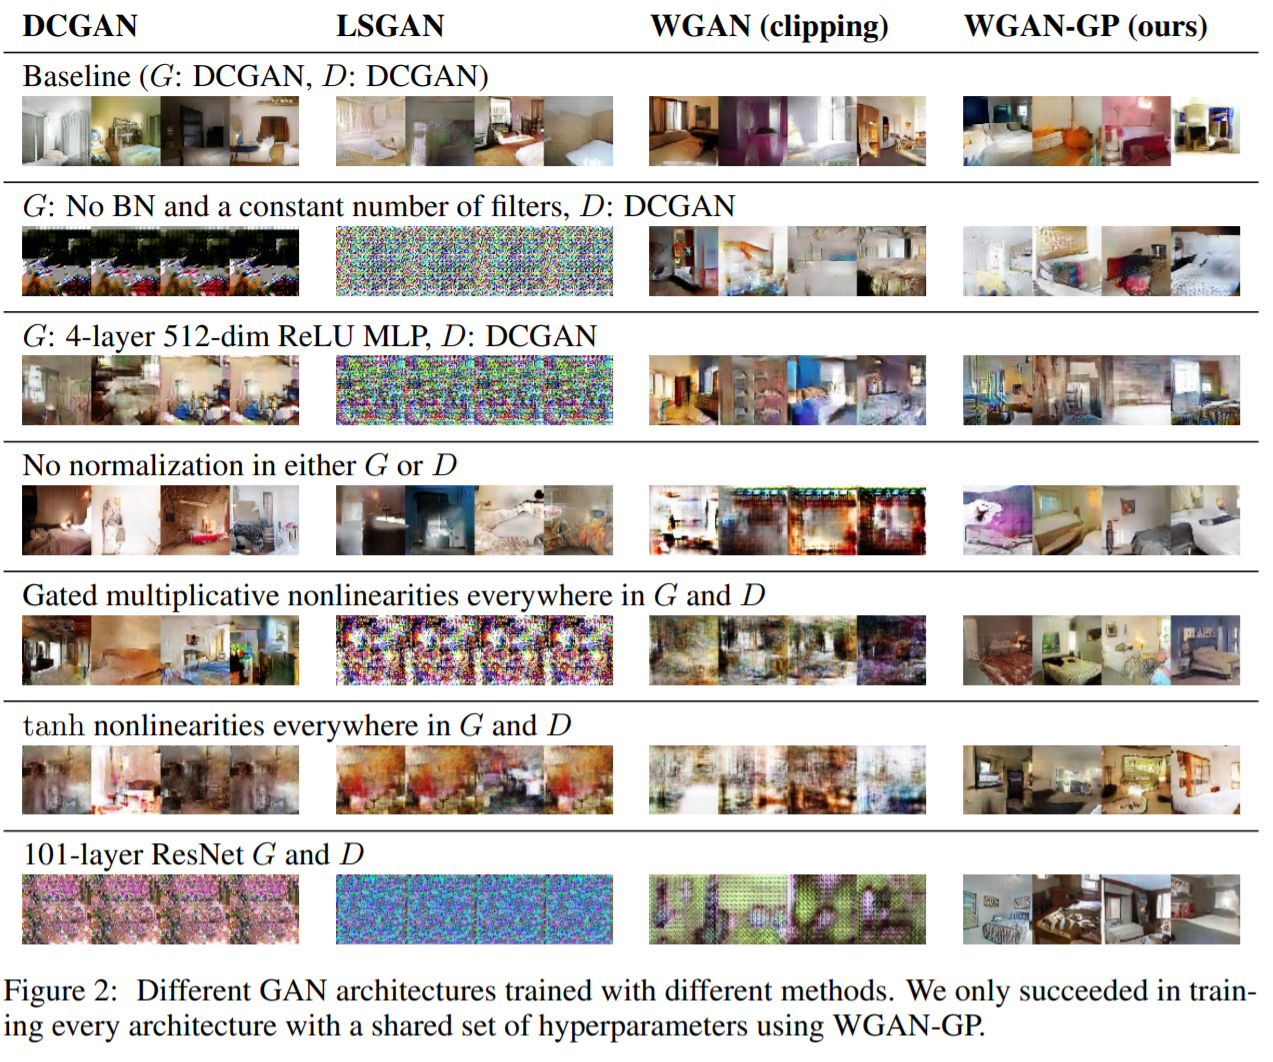 DCGAN LSGAN WGAN (clipping) WGAN-GP (ours)
Baseline (G: DCGAN, D: DCGAN)
G: No BN and a constant number of filters, D: DCGAN
G: 4-layer 512-dim ReLU MLP, D: DCGAN
No normalization in either G or D
Gated multiplicative nonlinearities everywhere in G and D
tanh nonlinearities everywhere in G and D
101-layer ResNet G and D
Figure 2: Different GAN architectures trained with different methods. We only succeeded in train-
ing every architecture with a shared set of hyperparameters using WGAN-GP.